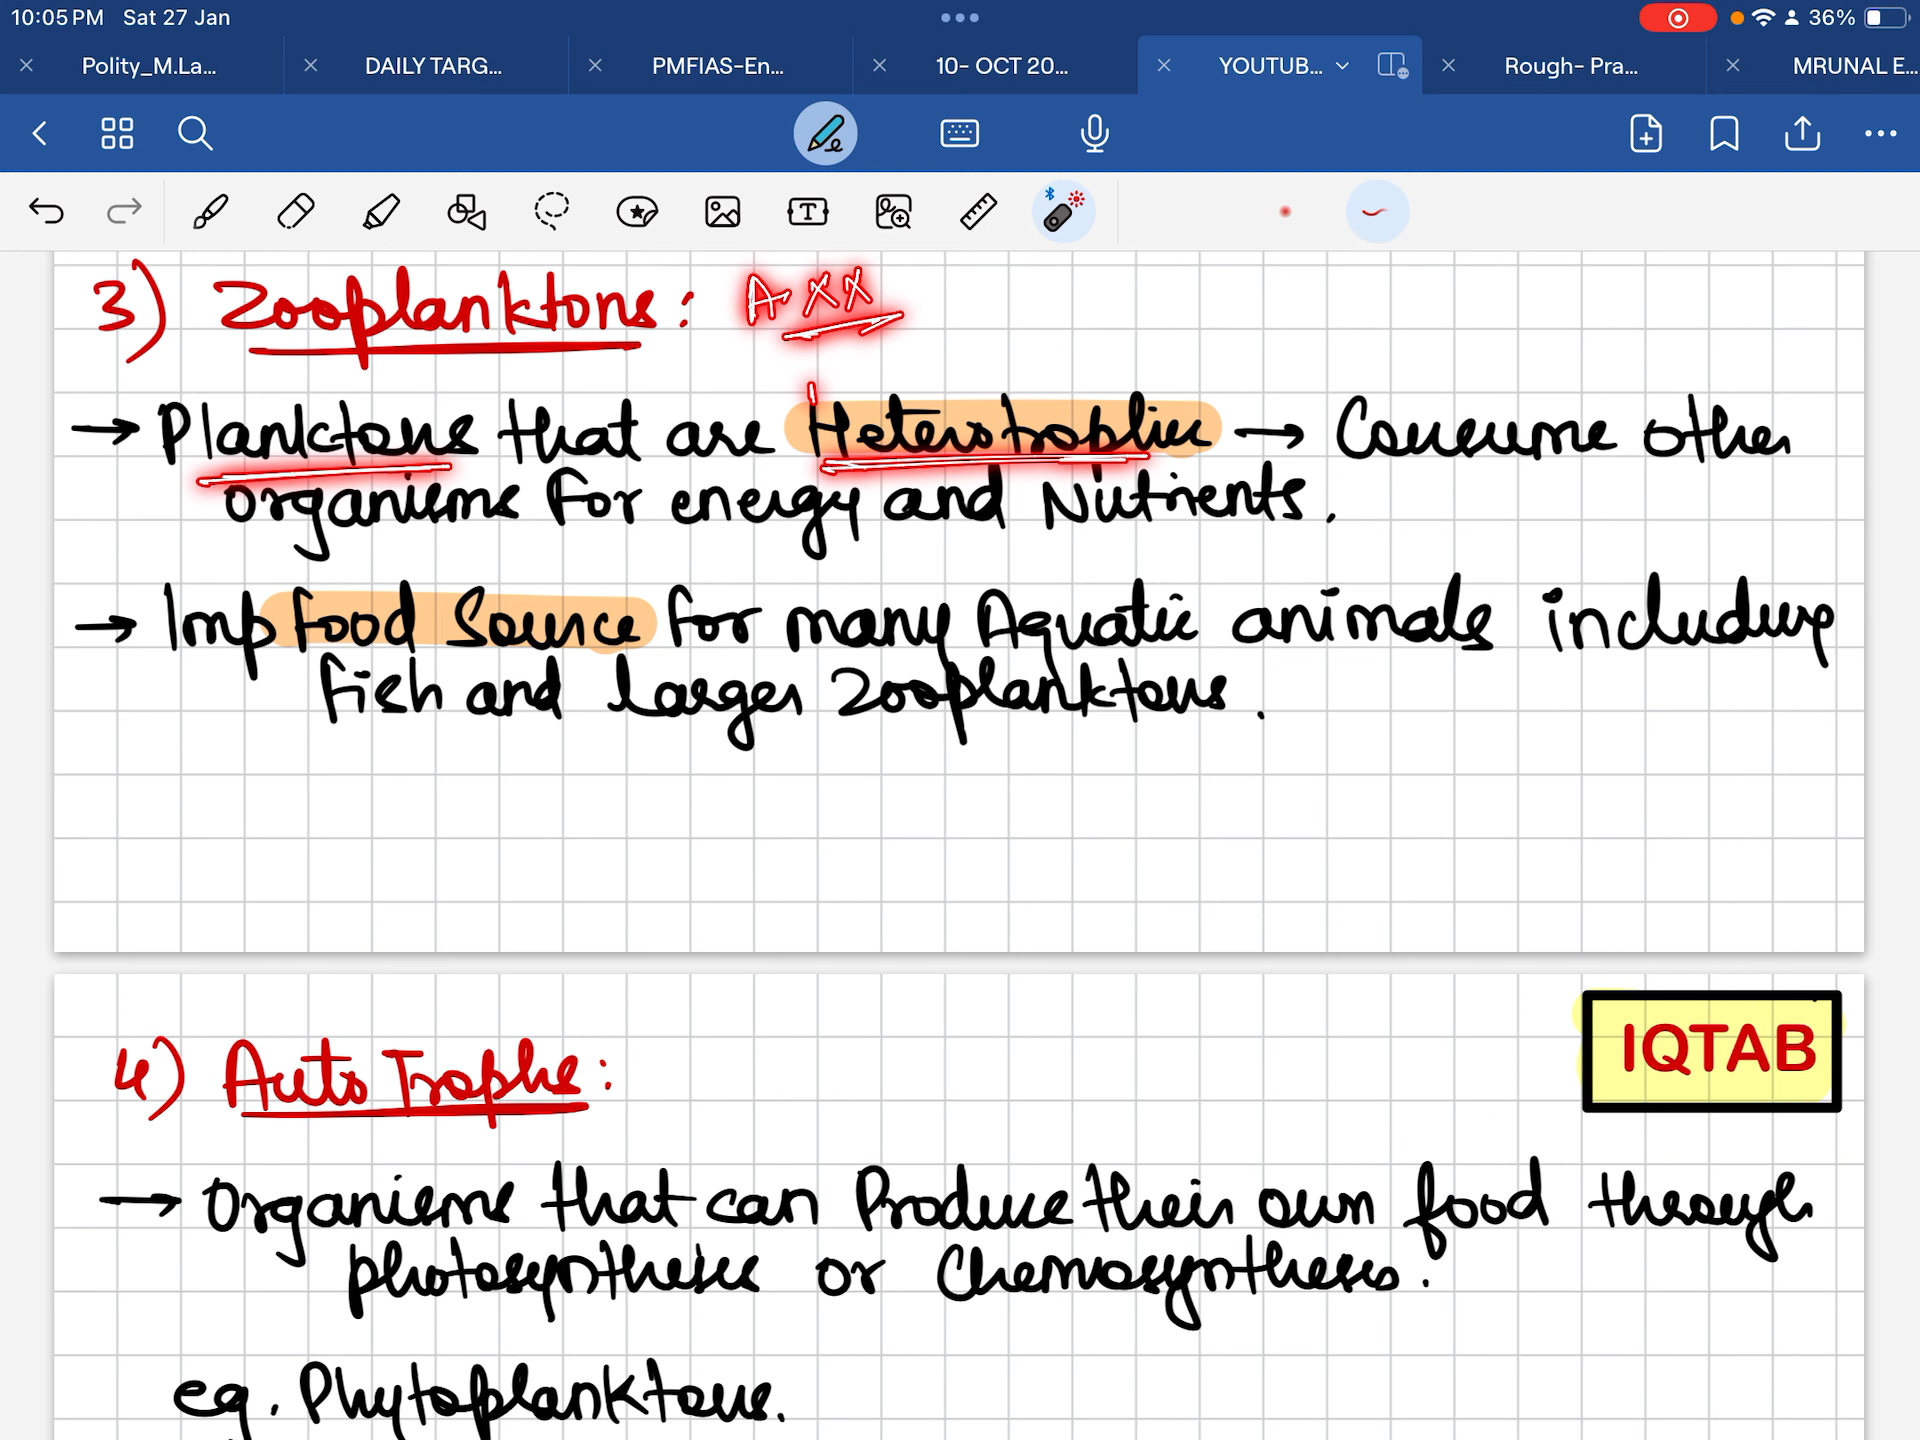 10:05 PM Sat 27 Jan
36%
Polity_M.La...
DAILY TARG...
PMFIAS-En...
10- OCT 20...
YOUTUB...
Rough- Pra...
MRUNAL E...
3) Zooplanktons: A XX
→ Planktons that are Heterotrophic → Consume other
organisms for energy and Nutrients.
→ Imp food Source for many Aquatic animals including
fish and larger Zooplanktons.
IQTAB
4) Auto Trophs:
→ Organisms that can Produce their own food through
photosynthesis or Chemosynthesis.
eg. Phytoplanktons.